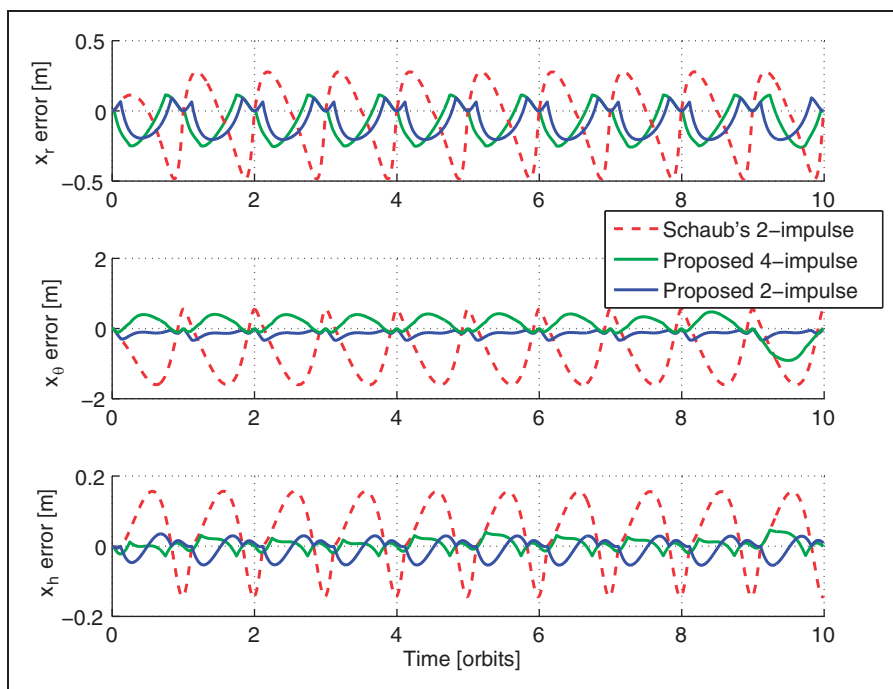 0.5
0
−0.5
x_r error [m]
0 2 4 6 8 10
Schaub's 2−impulse
Proposed 4−impulse
Proposed 2−impulse
2
0
−2
x_θ error [m]
0 2 4 6 8 10
0.2
0
−0.2
x_h error [m]
0 2 4 6 8 10
Time [orbits]